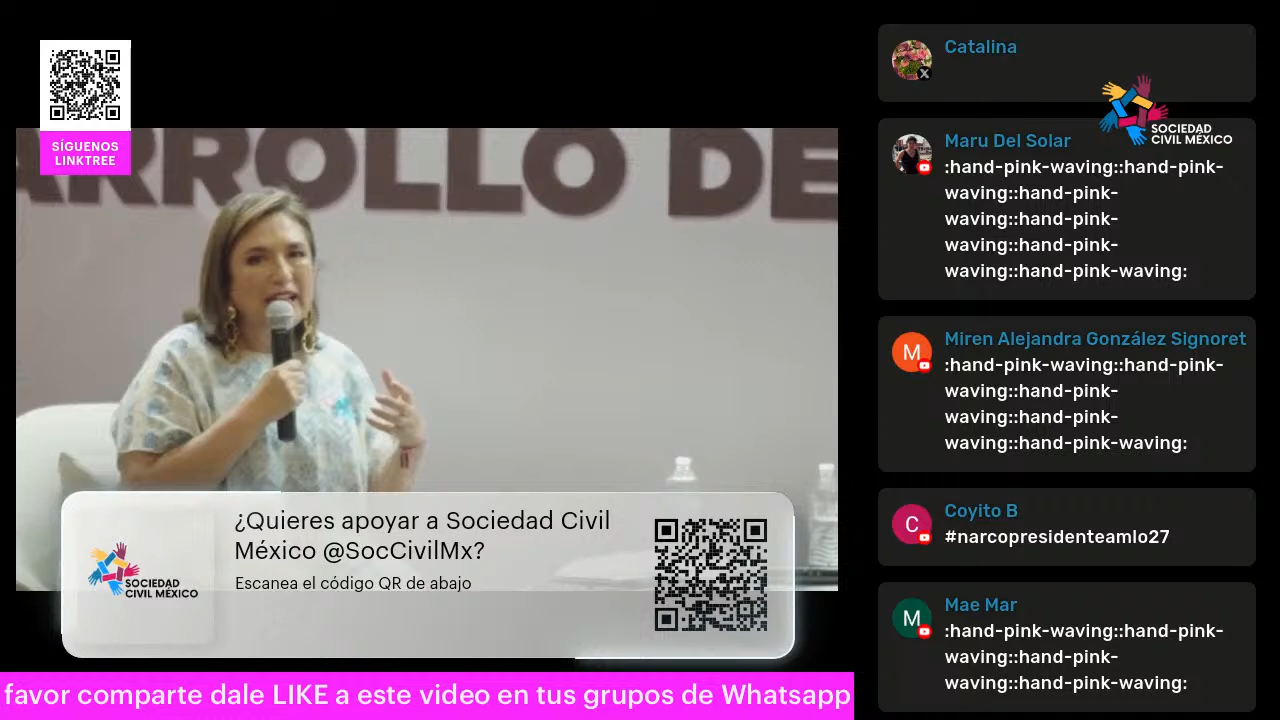 SÍGUENOS
LINKTREE
ARROLLO DE
¿Quieres apoyar a Sociedad Civil
México @SocCivilMx?
Escanea el código QR de abajo
SOCIEDAD
CIVIL MÉXICO
favor comparte dale LIKE a este video en tus grupos de Whatsapp
Catalina
SOCIEDAD
CIVIL MÉXICO
Maru Del Solar
:hand-pink-waving::hand-pink-
waving::hand-pink-
waving::hand-pink-
waving::hand-pink-
waving::hand-pink-waving:
M
Miren Alejandra González Signoret
:hand-pink-waving::hand-pink-
waving::hand-pink-
waving::hand-pink-
waving::hand-pink-waving:
C
Coyito B
#narcopresidenteamlo27
M
Mae Mar
:hand-pink-waving::hand-pink-
waving::hand-pink-
waving::hand-pink-waving: